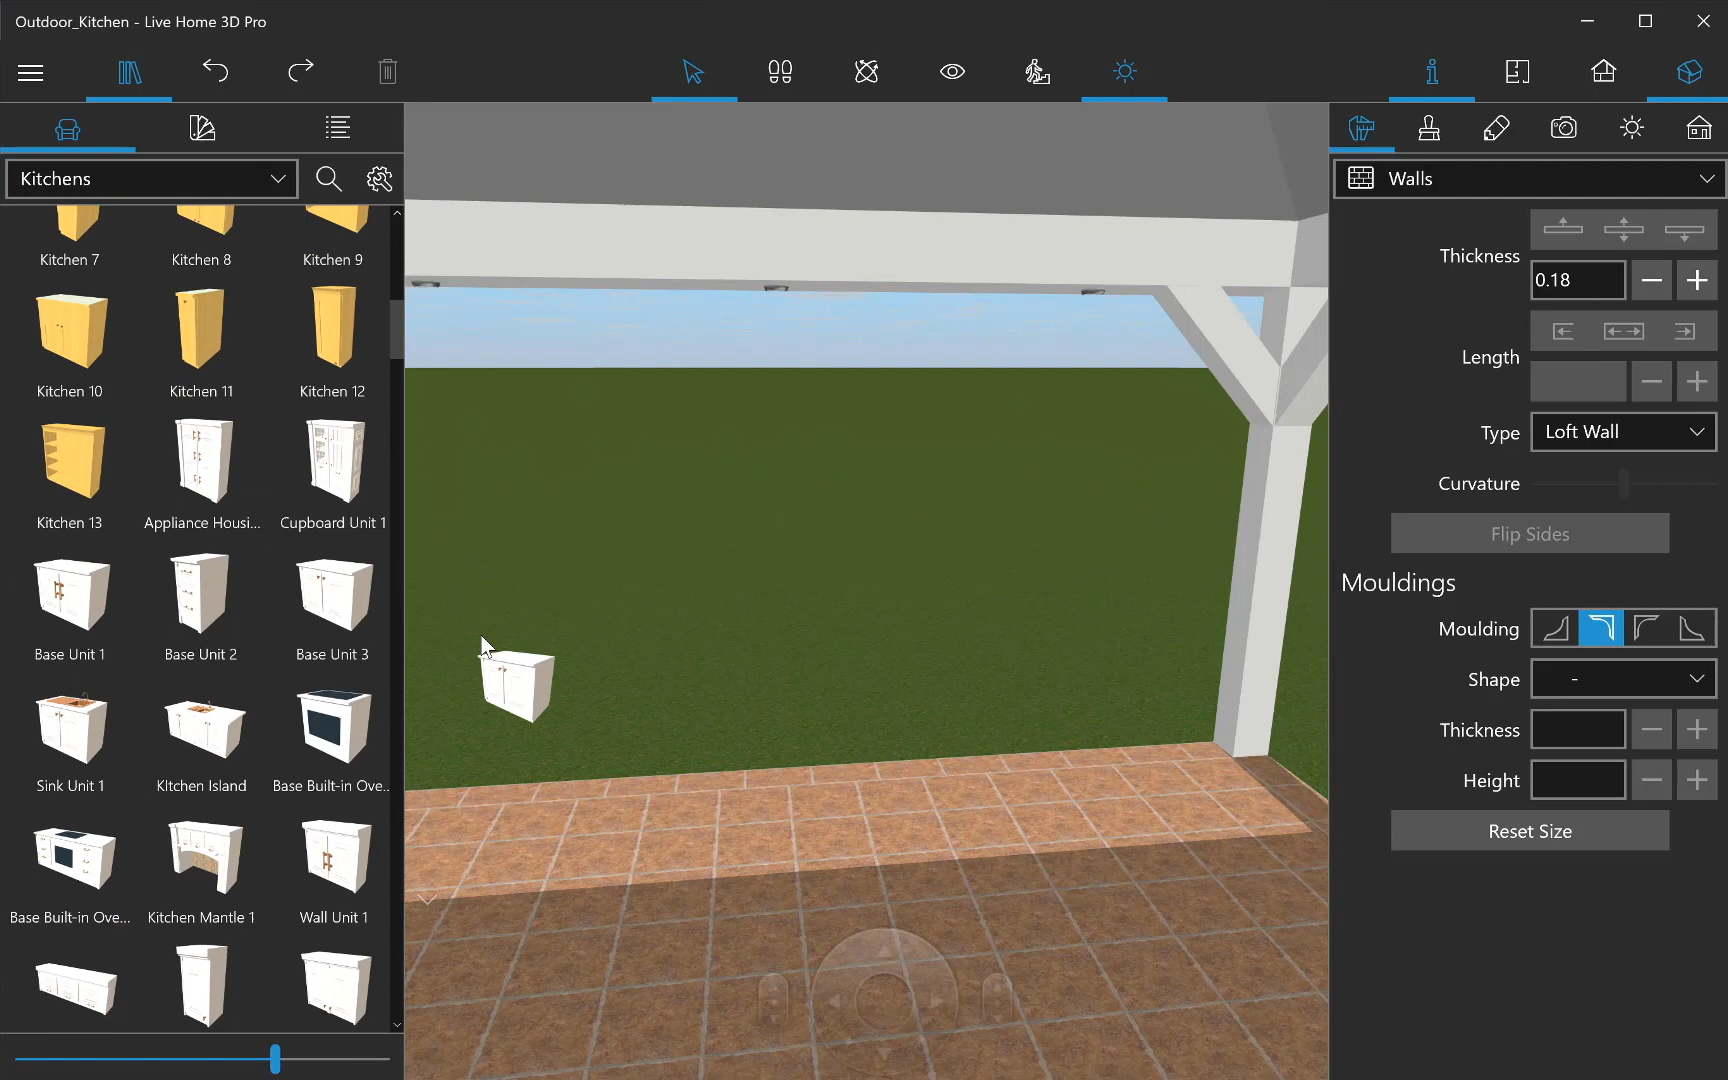 Outdoor_Kitchen - Live Home 3D Pro
Kitchens
Walls
Kitchen 7
Kitchen 8
Kitchen 9
Kitchen 10
Kitchen 11
Kitchen 12
Kitchen 13
Appliance Housi...
Cupboard Unit 1
Base Unit 1
Base Unit 2
Base Unit 3
Sink Unit 1
KItchen Island
Base Built-in Ove...
Base Built-in Ove...
Kitchen Mantle 1
Wall Unit 1
Thickness
0.18
Length
Type
Loft Wall
Curvature
Flip Sides
Mouldings
Moulding
Shape
-
Thickness
Height
Reset Size